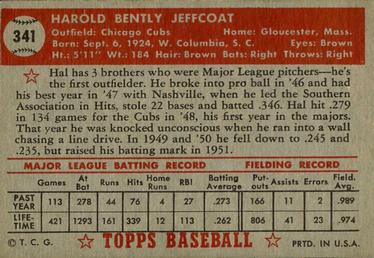 341
HAROLD BENTLY JEFFCOAT
Outfield: Chicago Cubs Home: Gloucester, Mass.
Born: Sept. 6, 1924, W. Columbia, S. C. Eyes: Brown
Ht: 5'11" Wt: 184 Hair: Brown Bats: Right Throws: Right
Hal has 3 brothers who were Major League pitchers—he's
the first outfielder. He broke into pro ball in '46 and had
his best year in '47 with Nashville, when he led the Southern
Association in Hits, stole 22 bases and batted .346. Hal hit .279
in 134 games for the Cubs in '48, his first year in the majors.
That year he was knocked unconscious when he ran into a wall
chasing a line drive. In 1949 and '50 he fell down to .245 and
.235, but raised his batting mark in 1951.
MAJOR LEAGUE BATTING RECORD FIELDING RECORD
Games At Bat Runs Hits Home Runs RBI Batting Average Put-outs Assists Errors Field. Avg.
PAST YEAR 113 278 44 76 4 27 .273 166 11 2 .989
LIFE-TIME 421 1293 161 339 12 113 .262 806 41 23 .974
© T. C. G. TOPPS BASEBALL PRTD. IN U.S.A.